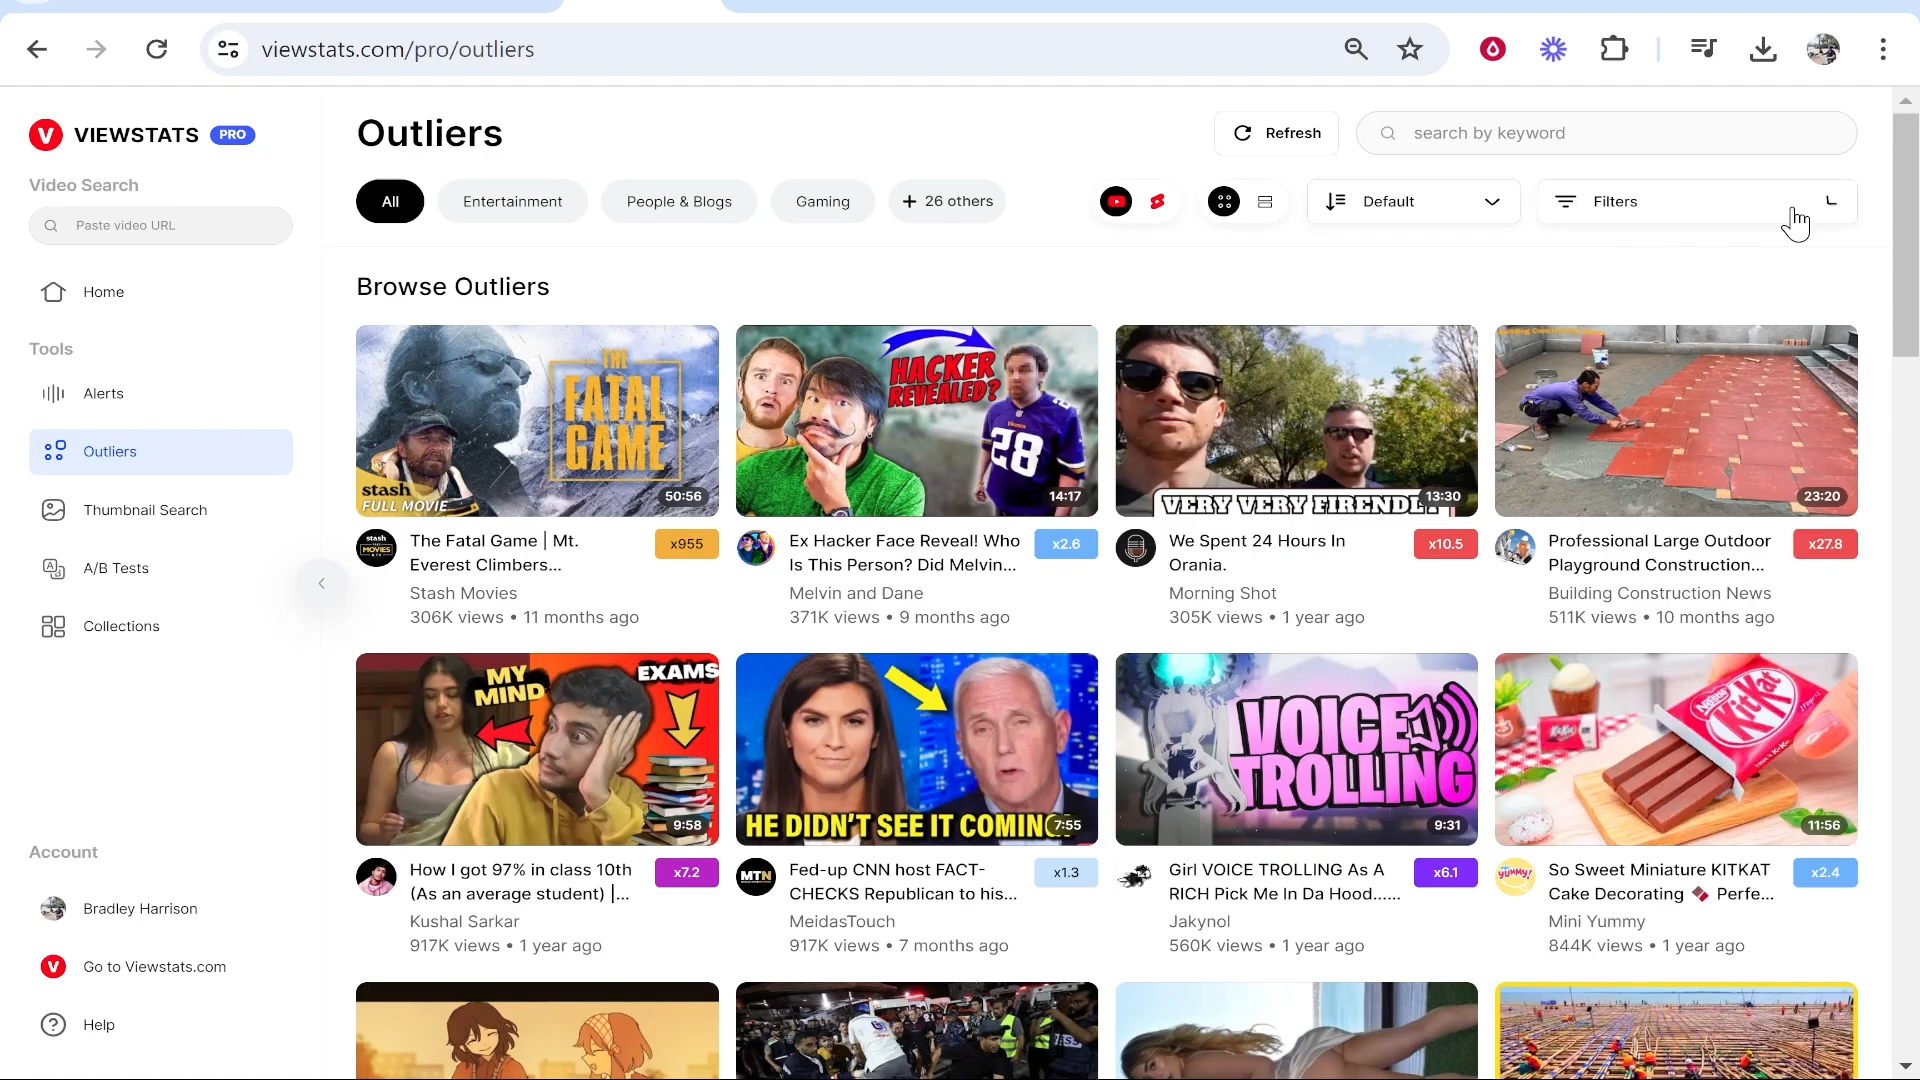 viewstats.com/pro/outliers
VIEWSTATS PRO
Video Search
Paste video URL
Home
Tools
Alerts
Outliers
Thumbnail Search
A/B Tests
Collections
Account
Bradley Harrison
Go to Viewstats.com
Help
Outliers
Refresh
search by keyword
All
Entertainment
People & Blogs
Gaming
+ 26 others
Default
Filters
Browse Outliers
THE
FATAL
GAME
stash
FULL MOVIE
50:56
The Fatal Game | Mt.
Everest Climbers...
x955
Stash Movies
306K views • 11 months ago
HACKER
REVEALED?
28
14:17
Ex Hacker Face Reveal! Who
Is This Person? Did Melvin...
x2.6
Melvin and Dane
371K views • 9 months ago
VERY VERY FIRENDLY
13:30
We Spent 24 Hours In
Orania.
x10.5
Morning Shot
305K views • 1 year ago
23:20
Professional Large Outdoor
Playground Construction...
x27.8
Building Construction News
511K views • 10 months ago
MY
MIND
EXAMS
9:58
How I got 97% in class 10th
(As an average student) |...
x7.2
Kushal Sarkar
917K views • 1 year ago
HE DIDN'T SEE IT COMING
7:55
MTN
Fed-up CNN host FACT-
CHECKS Republican to his...
x1.3
MeidasTouch
917K views • 7 months ago
VOICE
TROLLING
9:31
Girl VOICE TROLLING As A
RICH Pick Me In Da Hood......
x6.1
Jakynol
560K views • 1 year ago
Nestle
KitKat
11:56
yummy!
So Sweet Miniature KITKAT
Cake Decorating 🍫 Perfe...
x2.4
Mini Yummy
844K views • 1 year ago